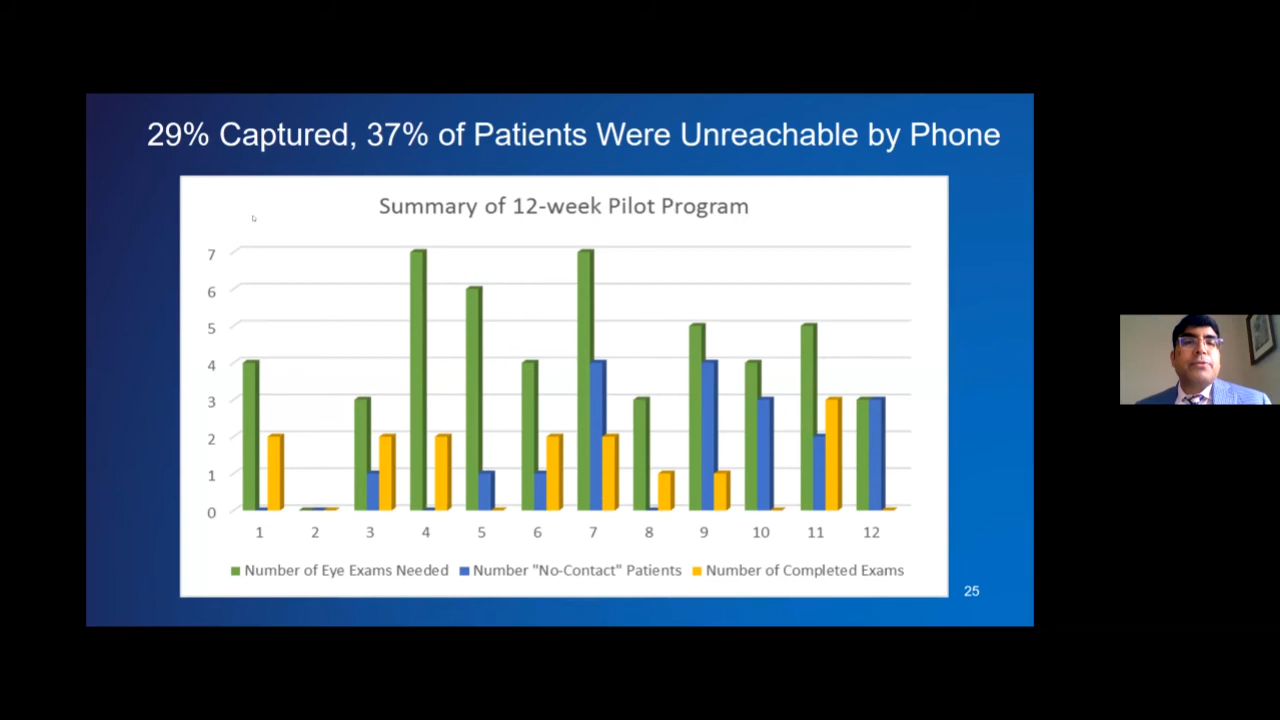 29% Captured, 37% of Patients Were Unreachable by Phone
Summary of 12-week Pilot Program
7
6
5
4
3
2
1
0
1 2 3 4 5 6 7 8 9 10 11 12
Number of Eye Exams Needed Number "No-Contact" Patients Number of Completed Exams
25